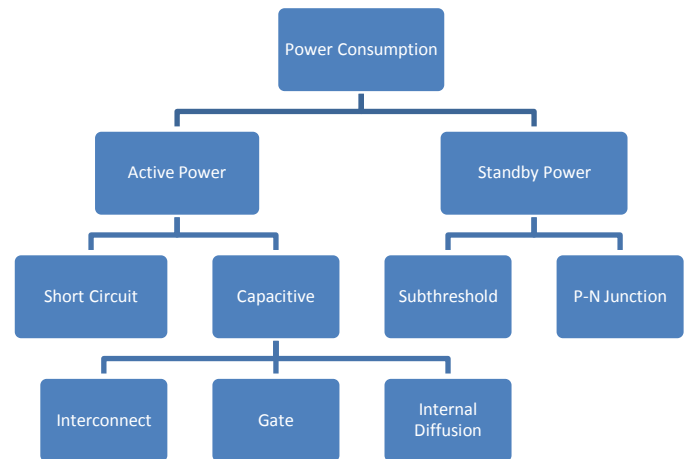 Power Consumption
Active Power
Standby Power
Short Circuit
Capacitive
Subthreshold
P-N Junction
Interconnect
Gate
Internal
Diffusion